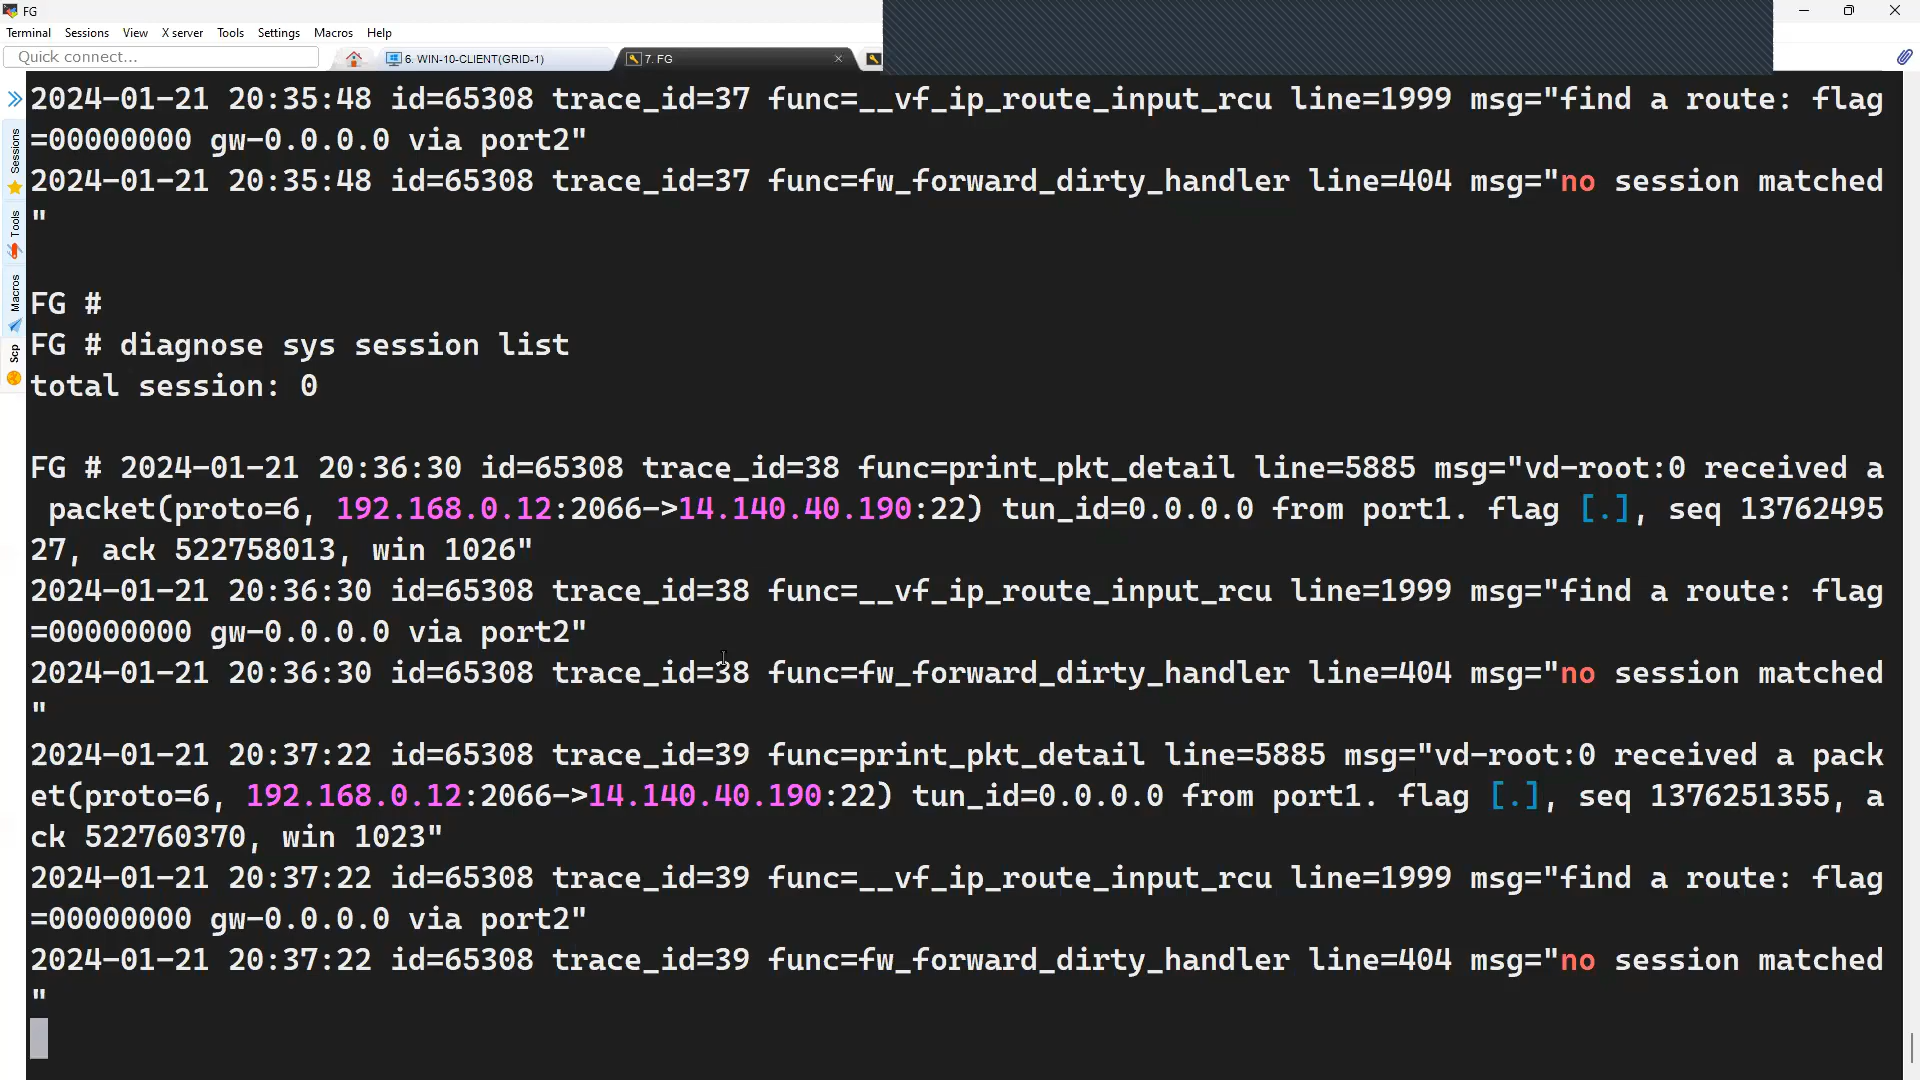 FG
Terminal Sessions View X server Tools Settings Macros Help
Quick connect...
6. WIN-10-CLIENT(GRID-1)
7. FG
Sessions
Tools
Macros
Scp
2024-01-21 20:35:48 id=65308 trace_id=37 func=__vf_ip_route_input_rcu line=1999 msg="find a route: flag
=00000000 gw-0.0.0.0 via port2"
2024-01-21 20:35:48 id=65308 trace_id=37 func=fw_forward_dirty_handler line=404 msg="no session matched
"
FG #
FG # diagnose sys session list
total session: 0
FG # 2024-01-21 20:36:30 id=65308 trace_id=38 func=print_pkt_detail line=5885 msg="vd-root:0 received a
packet(proto=6, 192.168.0.12:2066->14.140.40.190:22) tun_id=0.0.0.0 from port1. flag [.], seq 13762495
27, ack 522758013, win 1026"
2024-01-21 20:36:30 id=65308 trace_id=38 func=__vf_ip_route_input_rcu line=1999 msg="find a route: flag
=00000000 gw-0.0.0.0 via port2"
2024-01-21 20:36:30 id=65308 trace_id=38 func=fw_forward_dirty_handler line=404 msg="no session matched
"
2024-01-21 20:37:22 id=65308 trace_id=39 func=print_pkt_detail line=5885 msg="vd-root:0 received a pack
et(proto=6, 192.168.0.12:2066->14.140.40.190:22) tun_id=0.0.0.0 from port1. flag [.], seq 1376251355, a
ck 522760370, win 1023"
2024-01-21 20:37:22 id=65308 trace_id=39 func=__vf_ip_route_input_rcu line=1999 msg="find a route: flag
=00000000 gw-0.0.0.0 via port2"
2024-01-21 20:37:22 id=65308 trace_id=39 func=fw_forward_dirty_handler line=404 msg="no session matched
"